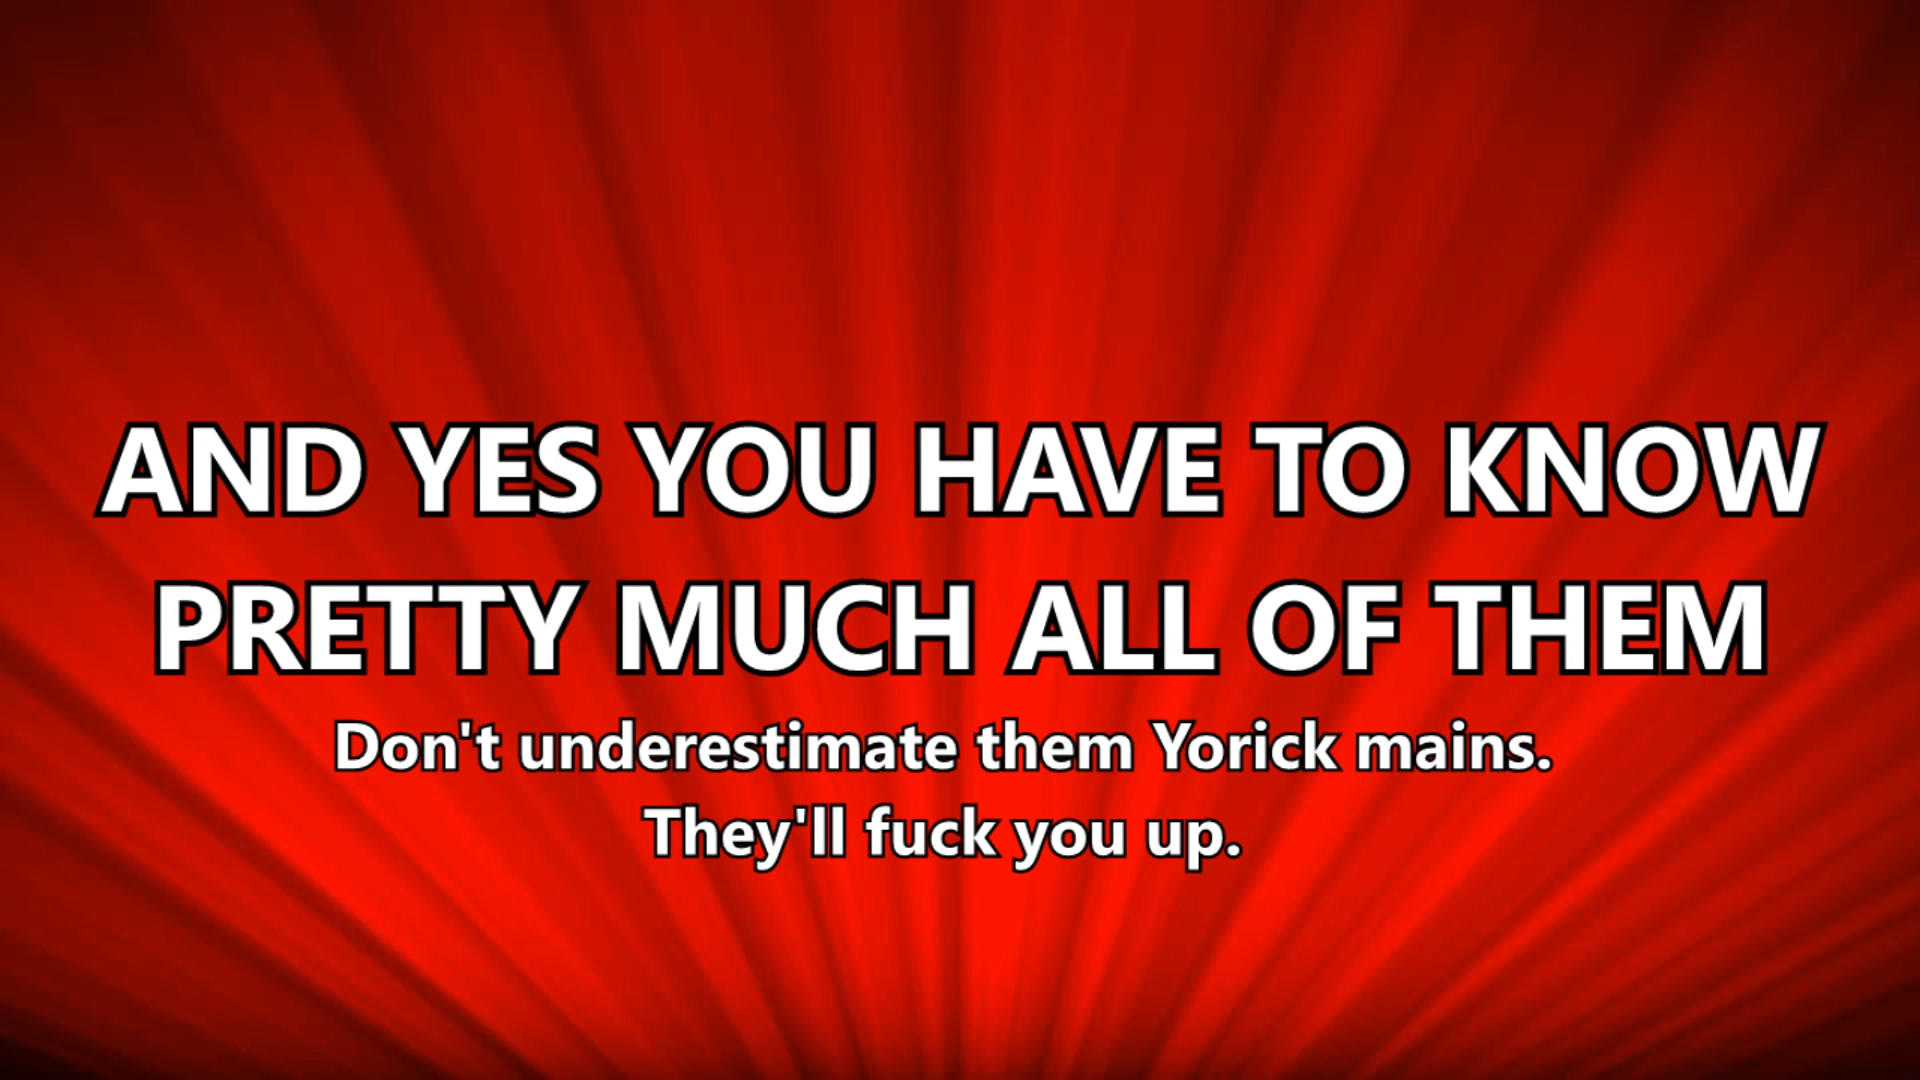 AND YES YOU HAVE TO KNOW
PRETTY MUCH ALL OF THEM
Don't underestimate them Yorick mains.
They'll fuck you up.